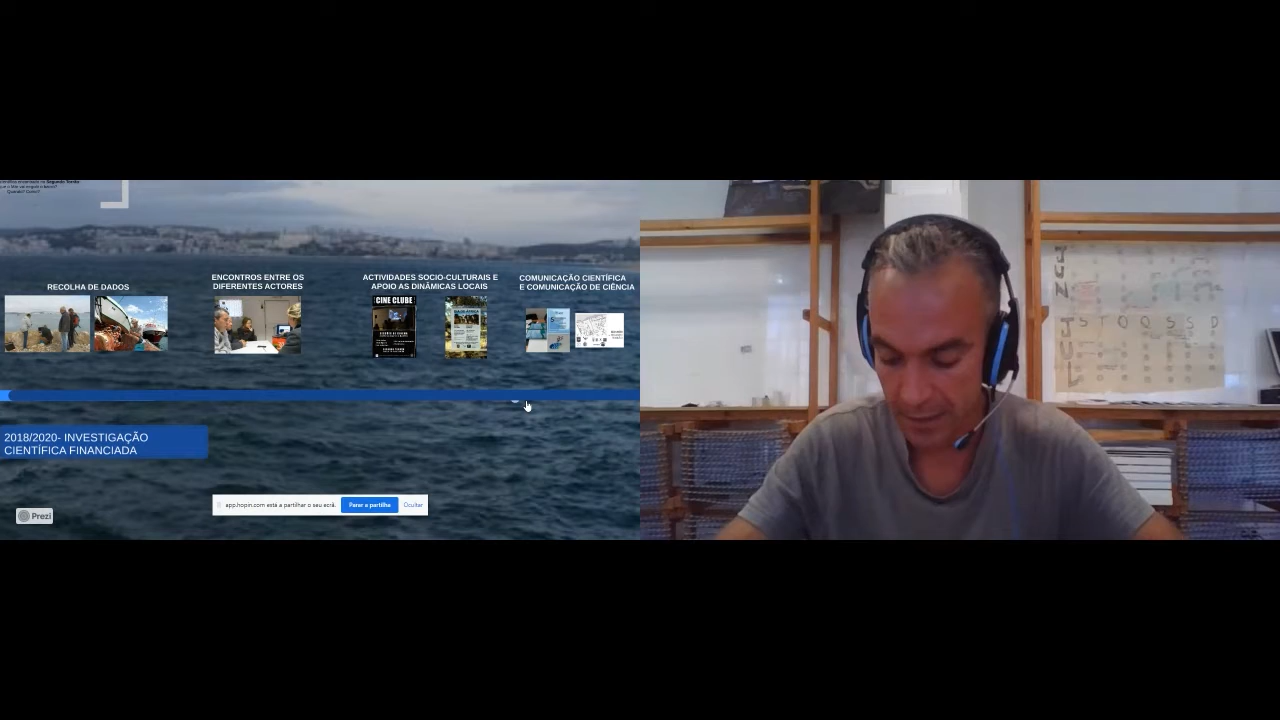 Segundo Torrão
RECOLHA DE DADOS
ENCONTROS ENTRE OS
DIFERENTES ACTORES
ACTIVIDADES SOCIO-CULTURAIS E
APOIO AS DINÂMICAS LOCAIS
COMUNICAÇÃO CIENTÍFICA
E COMUNICAÇÃO DE CIÊNCIA
CINE CLUBE
2018/2020- INVESTIGAÇÃO
CIENTÍFICA FINANCIADA
app.hopin.com está a partilhar o seu ecrã.
Parar a partilha
Ocultar
Prezi
JUN
S T Q Q S S D
JUL